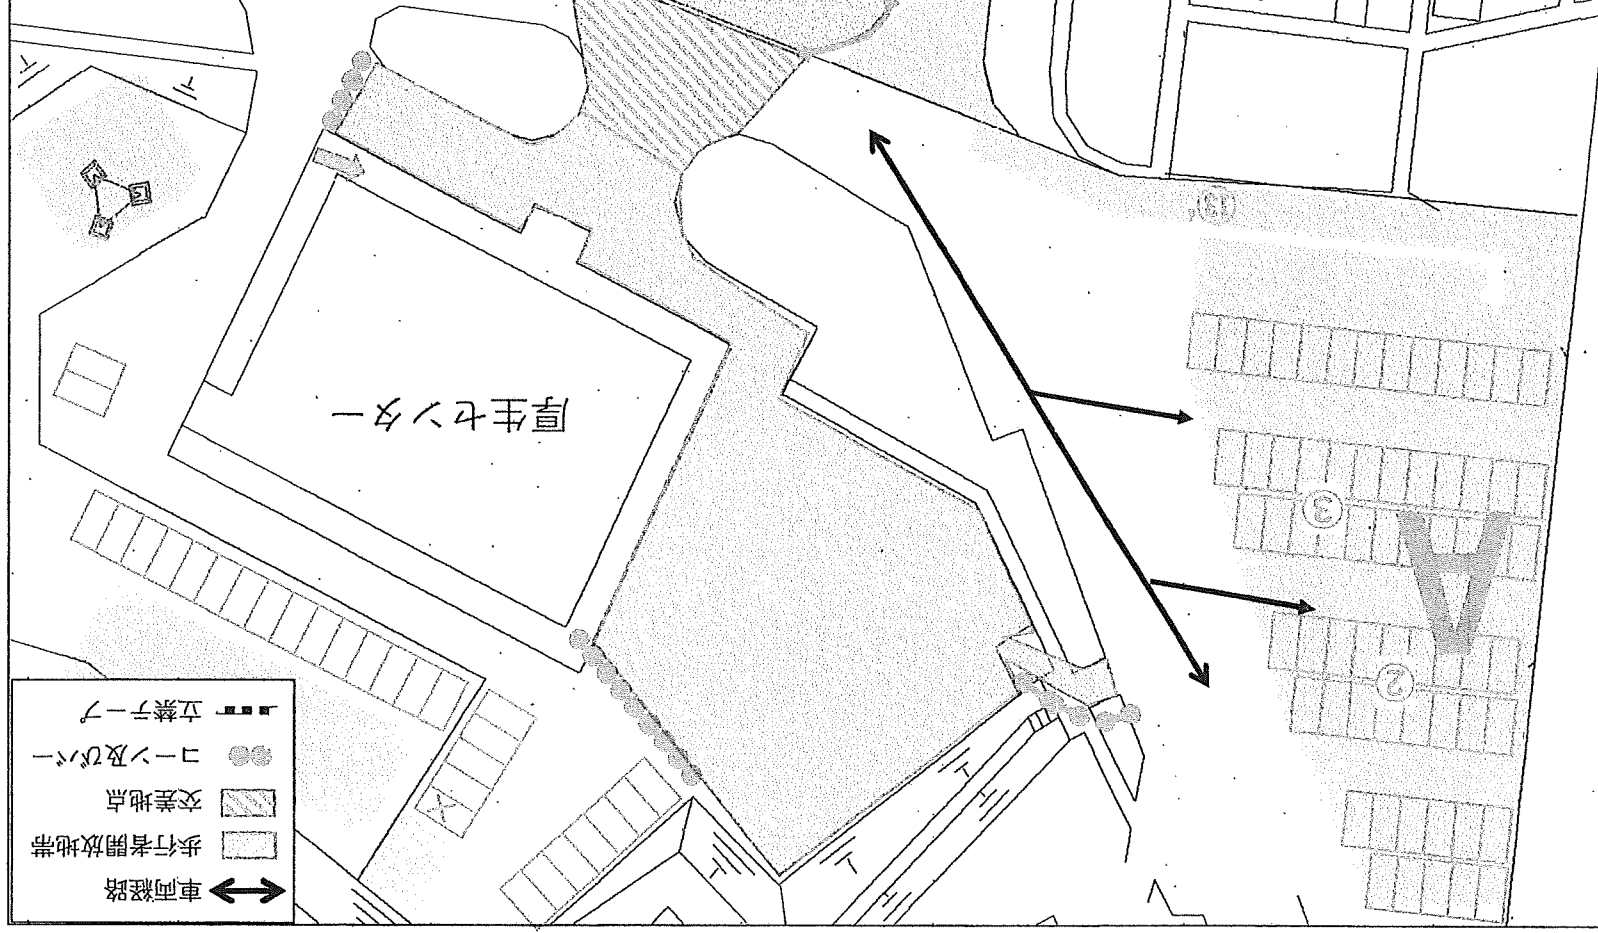 車両経路
歩行者開放地帯
交差地点
コーン及びバー
立禁テープ
A
②
③
厚生センター
⑬,